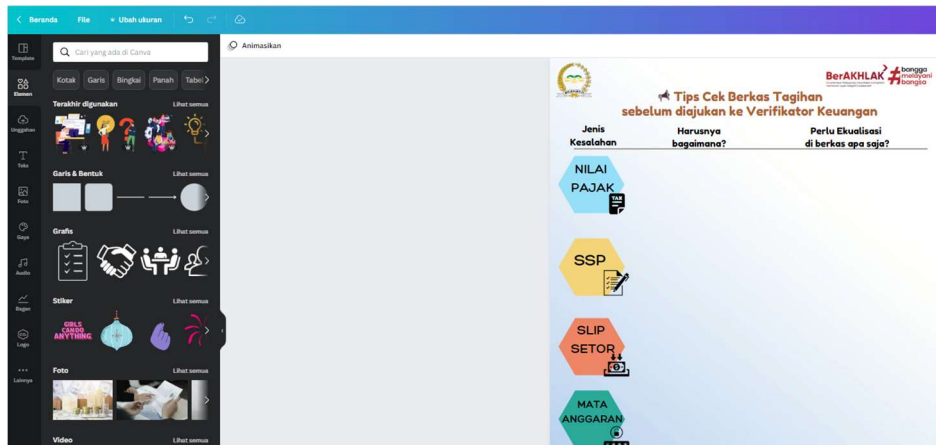 Beranda
File
Ubah ukuran
Template
Elemen
Unggahan
Teks
Foto
Gaya
Audio
Bagan
Logo
Lainnya
Cari yang ada di Canva
Kotak
Garis
Bingkai
Panah
Tabel
Terakhir digunakan
Lihat semua
Garis & Bentuk
Lihat semua
Grafis
Lihat semua
Stiker
Lihat semua
GIRLS
CAN DO
ANYTHING
Foto
Lihat semua
Video
Lihat semua
Animasikan
BerAKHLAK
#
bangga
melayani
bangsa
Tips Cek Berkas Tagihan
sebelum diajukan ke Verifikator Keuangan
Jenis
Kesalahan
Harusnya
bagaimana?
Perlu Ekualisasi
di berkas apa saja?
NILAI
PAJAK
TAX
SSP
SLIP
SETOR
MATA
ANGGARAN